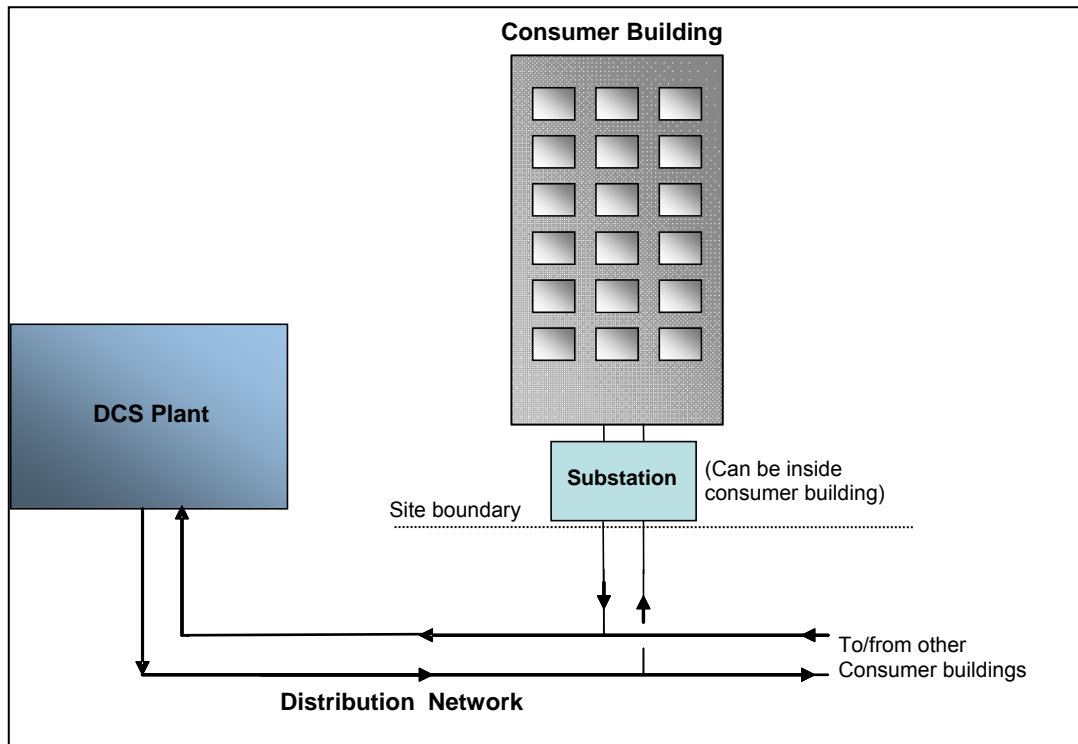 Consumer Building
DCS Plant
Substation
(Can be inside
consumer building)
Site boundary
To/from other
Consumer buildings
Distribution Network